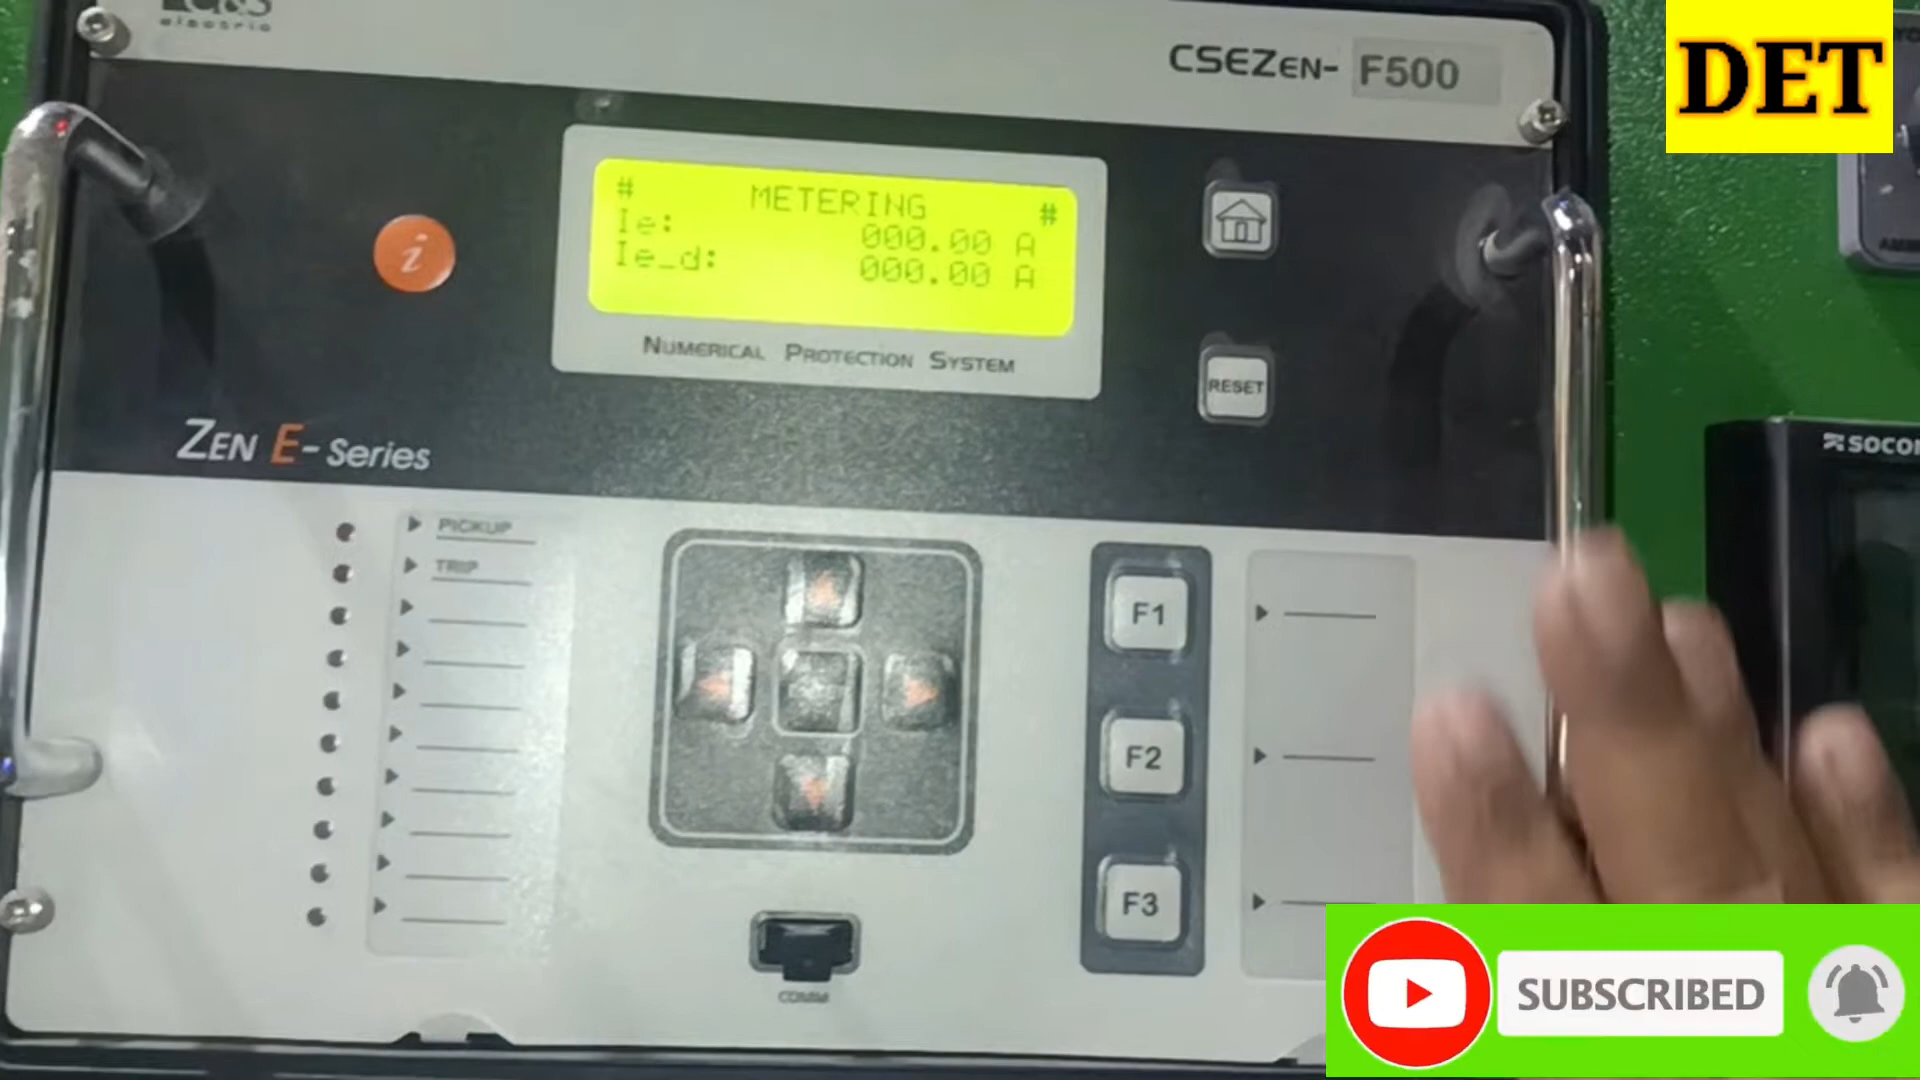 C&S
electric
CSEZEN- F500
DET
# METERING #
Ie: 000.00 A
Ie_d: 000.00 A
NUMERICAL PROTECTION SYSTEM
i
RESET
ZEN E-Series
PICKUP
TRIP
F1
F2
F3
COMM
SUBSCRIBED